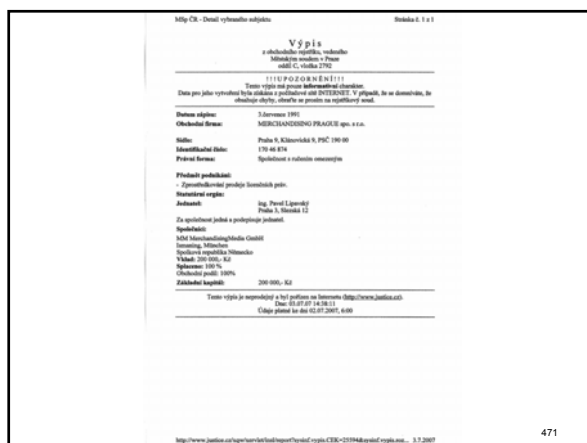 MSp ČR - Detail vybraného subjektu Stránka č. 1 z 1
Výpis
z obchodního rejstříku, vedeného
Městským soudem v Praze
oddíl C, vložka 2792
!!!UPOZORNĚNÍ!!!
Tento výpis má pouze informativní charakter.
Data pro jeho vytvoření byla získána z počítačové sítě INTERNET. V případě, že se domníváte, že
obsahuje chyby, obraťte se prosím na rejstříkový soud.
Datum zápisu: 3.července 1991
Obchodní firma: MERCHANDISING PRAGUE spo. s r.o.
Sídlo: Praha 9, Klánovická 9, PSČ 190 00
Identifikační číslo: 170 46 874
Právní forma: Společnost s ručením omezeným
Předmět podnikání:
- Zprostředkování prodeje licenčních práv.
Statutární orgán:
Jednatel: ing. Pavel Lipavský
Praha 3, Slezská 12
Za společnost jedná a podepisuje jednatel.
Společníci:
MM MerchandisingMedia GmbH
Ismaning, München
Spolková republika Německo
Vklad: 200 000,- Kč
Splaceno: 100 %
Obchodní podíl: 100%
Základní kapitál: 200 000,- Kč
Tento výpis je neprodejný a byl pořízen na Internetu (http://www.justice.cz).
Dne: 03.07.07 14:38:11
Údaje platné ke dni 02.07.2007, 6:00
3.7.2007
471